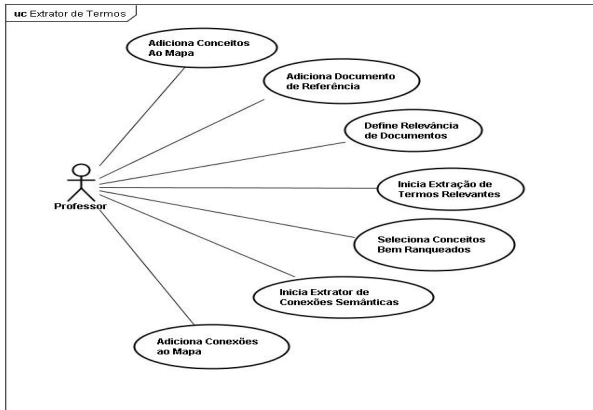 uc Extrator de Termos
Adiciona Conceitos
Ao Mapa
Adiciona Documento
de Referência
Define Relevância
de Documentos
Professor
Inicia Extração de
Termos Relevantes
Seleciona Conceitos
Bem Ranqueados
Inicia Extrator de
Conexões Semânticas
Adiciona Conexões
ao Mapa